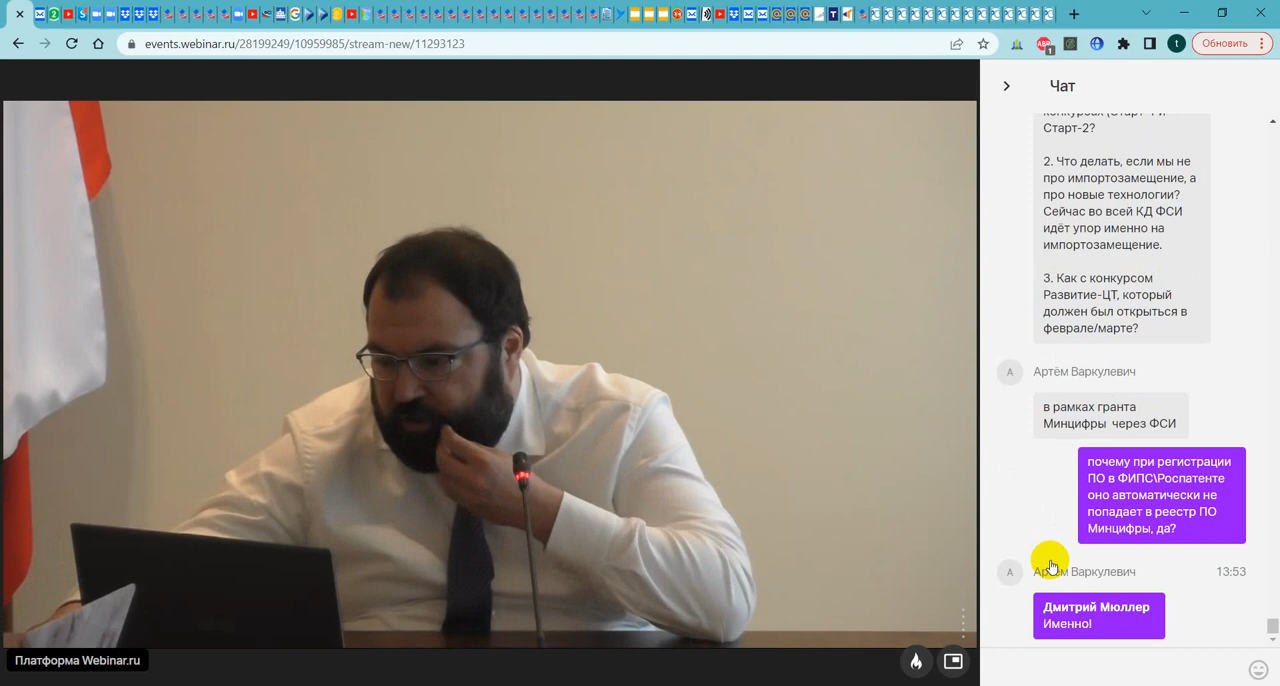 events.webinar.ru/28199249/10959985/stream-new/11293123
Обновить
Чат
Старт-2?
2. Что делать, если мы не
про импортозамещение, а
про новые технологии?
Сейчас во всей КД ФСИ
идёт упор именно на
импортозамещение.
3. Как с конкурсом
Развитие-ЦТ, который
должен был открыться в
феврале/марте?
А
Артём Варкулевич
в рамках гранта
Минцифры через ФСИ
почему при регистрации
ПО в ФИПС\Роспатенте
оно автоматически не
попадает в реестр ПО
Минцифры, да?
А
Артём Варкулевич
13:53
Дмитрий Мюллер
Именно!
Платформа Webinar.ru